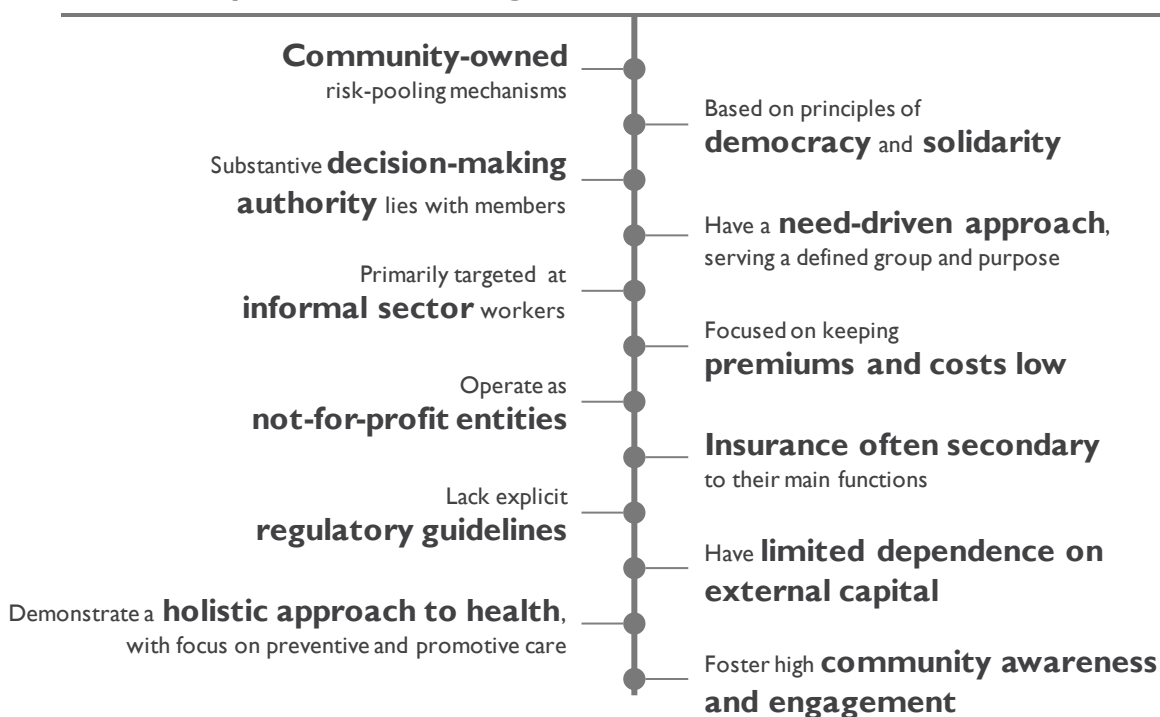 Community-owned
risk-pooling mechanisms
Based on principles of
democracy and solidarity
Substantive decision-making
authority lies with members
Have a need-driven approach,
serving a defined group and purpose
Primarily targeted at
informal sector workers
Focused on keeping
premiums and costs low
Operate as
not-for-profit entities
Insurance often secondary
to their main functions
Lack explicit
regulatory guidelines
Have limited dependence on
external capital
Demonstrate a holistic approach to health,
with focus on preventive and promotive care
Foster high community awareness
and engagement